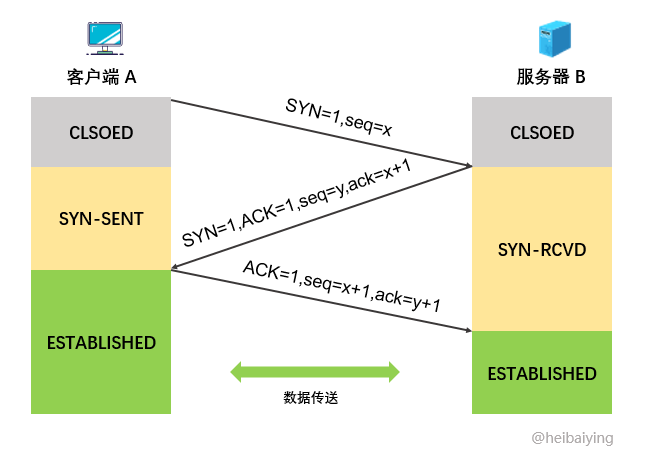 客户端 A
服务器 B
CLSOED
SYN=1,seq=x
CLSOED
SYN-SENT
SYN=1,ACK=1,seq=y,ack=x+1
SYN-RCVD
ACK=1,seq=x+1,ack=y+1
ESTABLISHED
ESTABLISHED
数据传送
@heibaiying